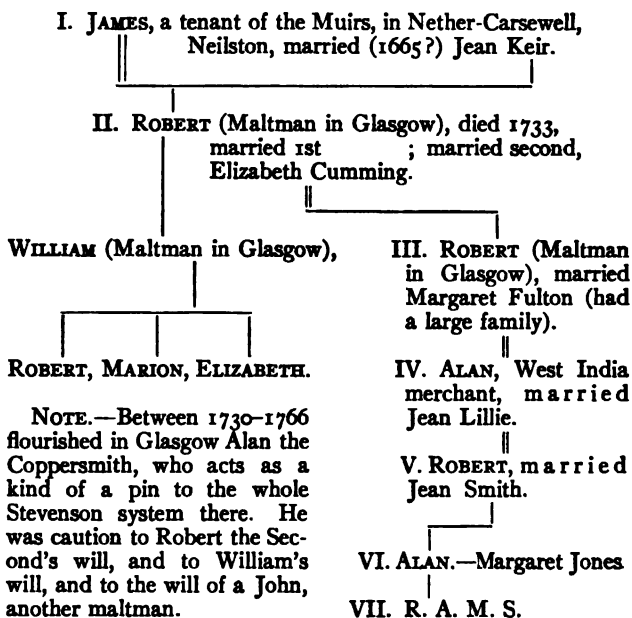 I. JAMES, a tenant of the Muirs, in Nether-Carsewell,
Neilston, married (1665?) Jean Keir.
II. ROBERT (Maltman in Glasgow), died 1733,
married 1st ; married second,
Elizabeth Cumming.
WILLIAM (Maltman in Glasgow),
ROBERT, MARION, ELIZABETH.
NOTE.—Between 1730–1766
flourished in Glasgow Alan the
Coppersmith, who acts as a
kind of a pin to the whole
Stevenson system there. He
was caution to Robert the Sec-
ond's will, and to William's
will, and to the will of a John,
another maltman.
III. ROBERT (Maltman
in Glasgow), married
Margaret Fulton (had
a large family).
IV. ALAN, West India
merchant, married
Jean Lillie.
V. ROBERT, married
Jean Smith.
VI. ALAN.—Margaret Jones
VII. R. A. M. S.